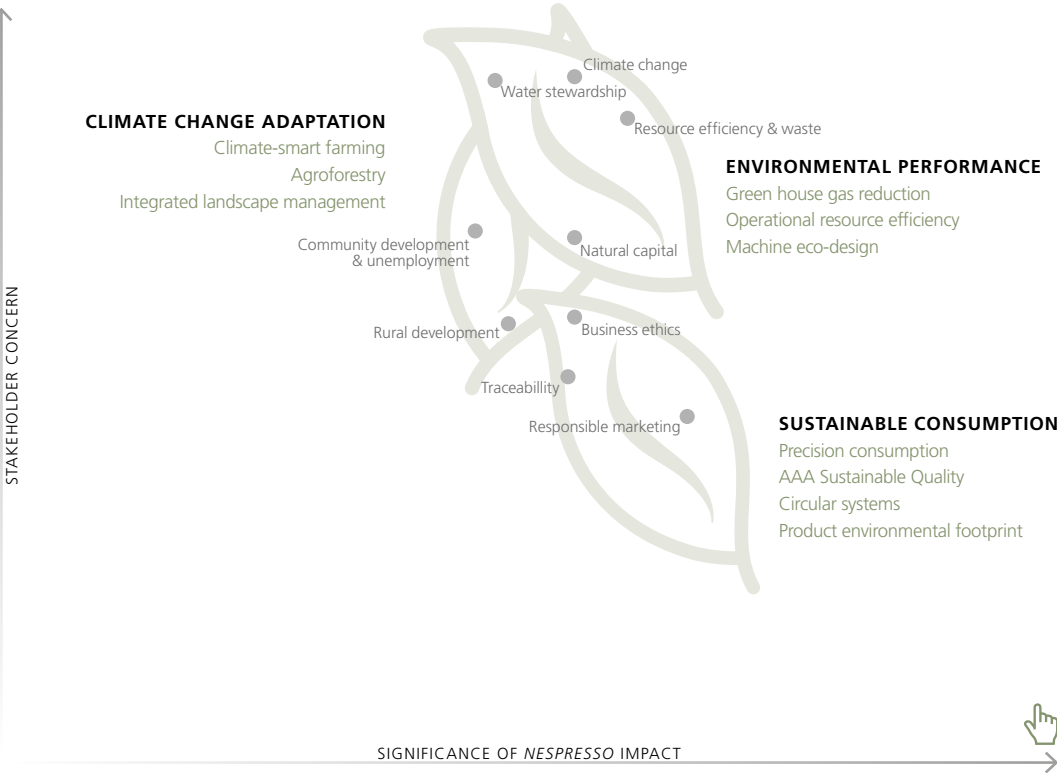 Climate change
Water stewardship
Resource efficiency & waste
CLIMATE CHANGE ADAPTATION
Climate-smart farming
Agroforestry
Integrated landscape management
ENVIRONMENTAL PERFORMANCE
Green house gas reduction
Operational resource efficiency
Machine eco-design
Community development
& unemployment
Natural capital
Rural development
Business ethics
Traceabillity
Responsible marketing
SUSTAINABLE CONSUMPTION
Precision consumption
AAA Sustainable Quality
Circular systems
Product environmental footprint
STAKEHOLDER CONCERN
SIGNIFICANCE OF NESPRESSO IMPACT